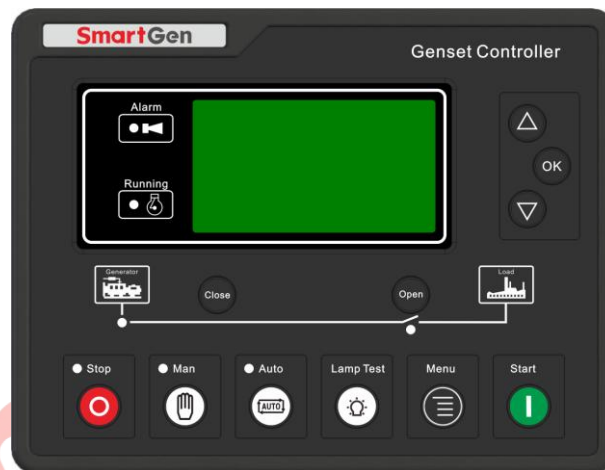 SmartGen
Genset Controller
Alarm
Running
OK
Generator
Close
Open
Load
Stop
Man
Auto
Lamp Test
Menu
Start
AUTO